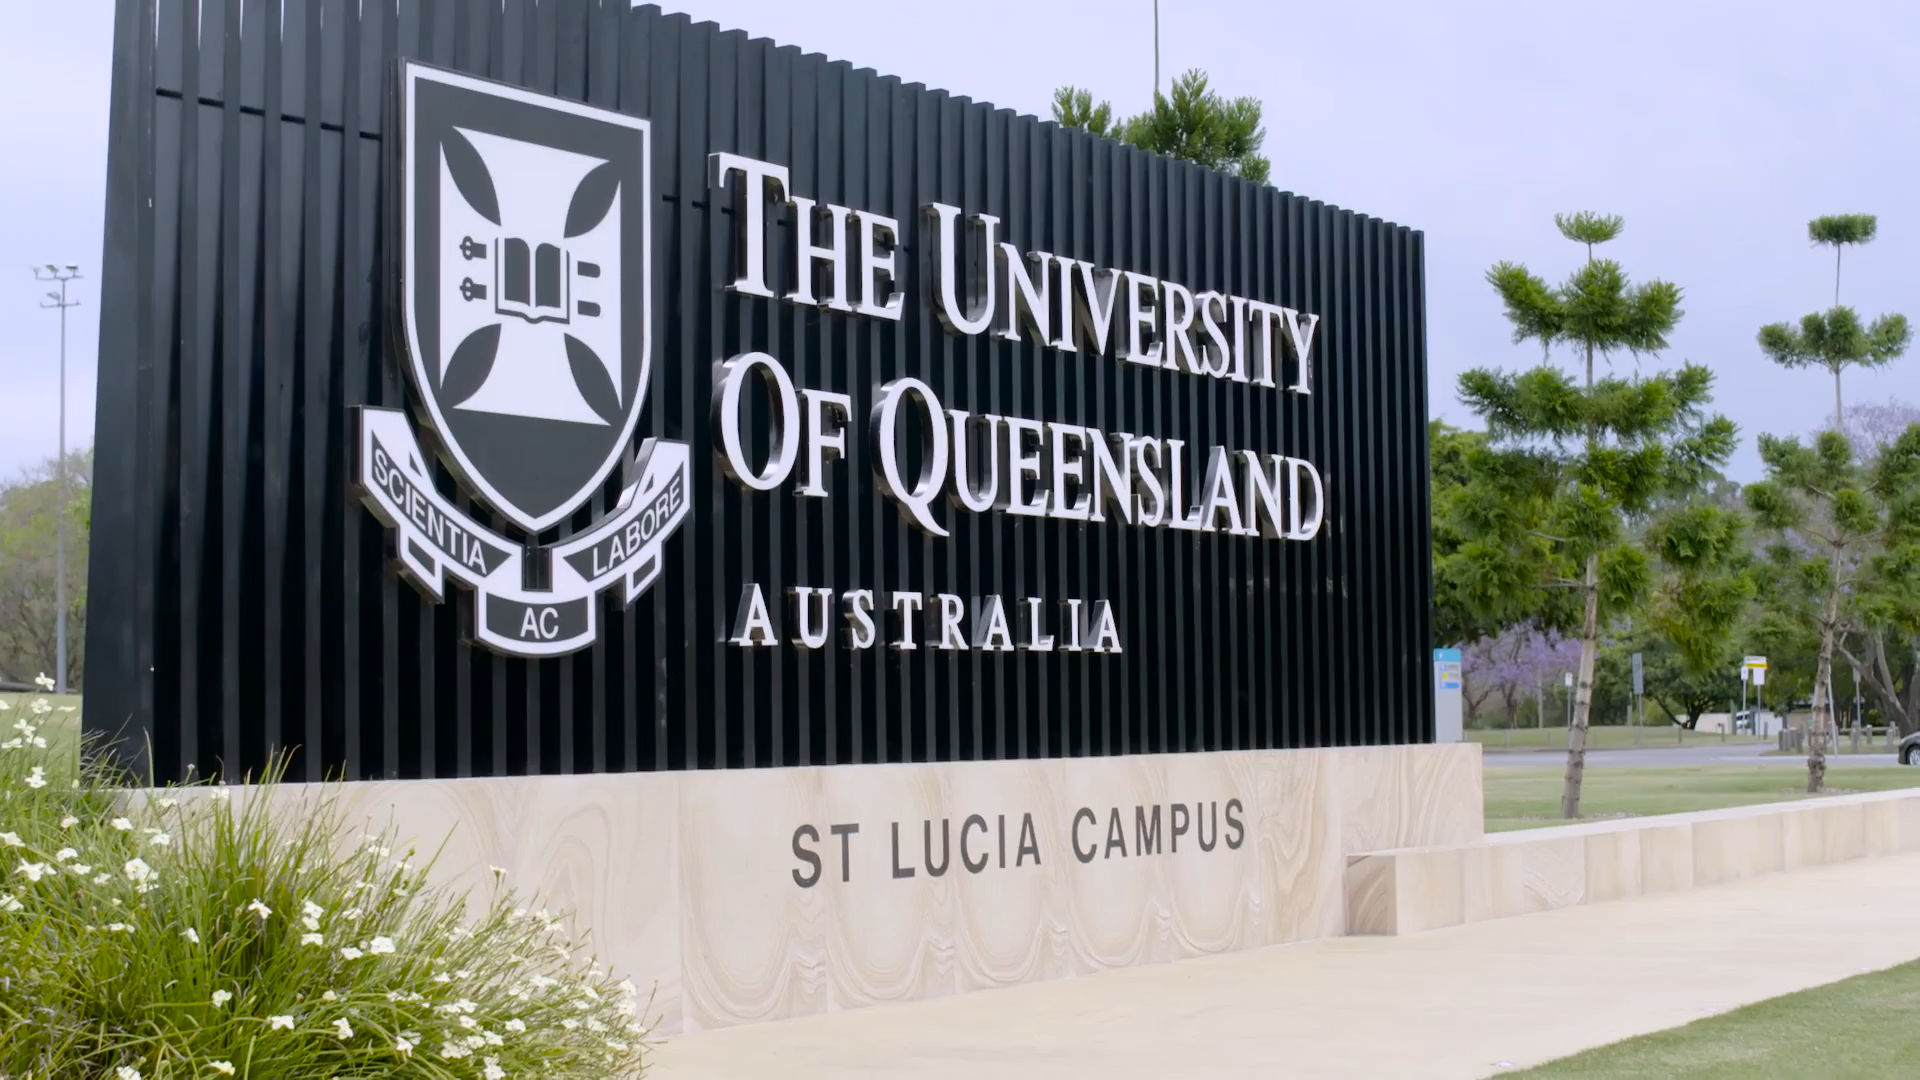 SCIENTIA
AC
LABORE
THE UNIVERSITY
OF QUEENSLAND
AUSTRALIA
ST LUCIA CAMPUS